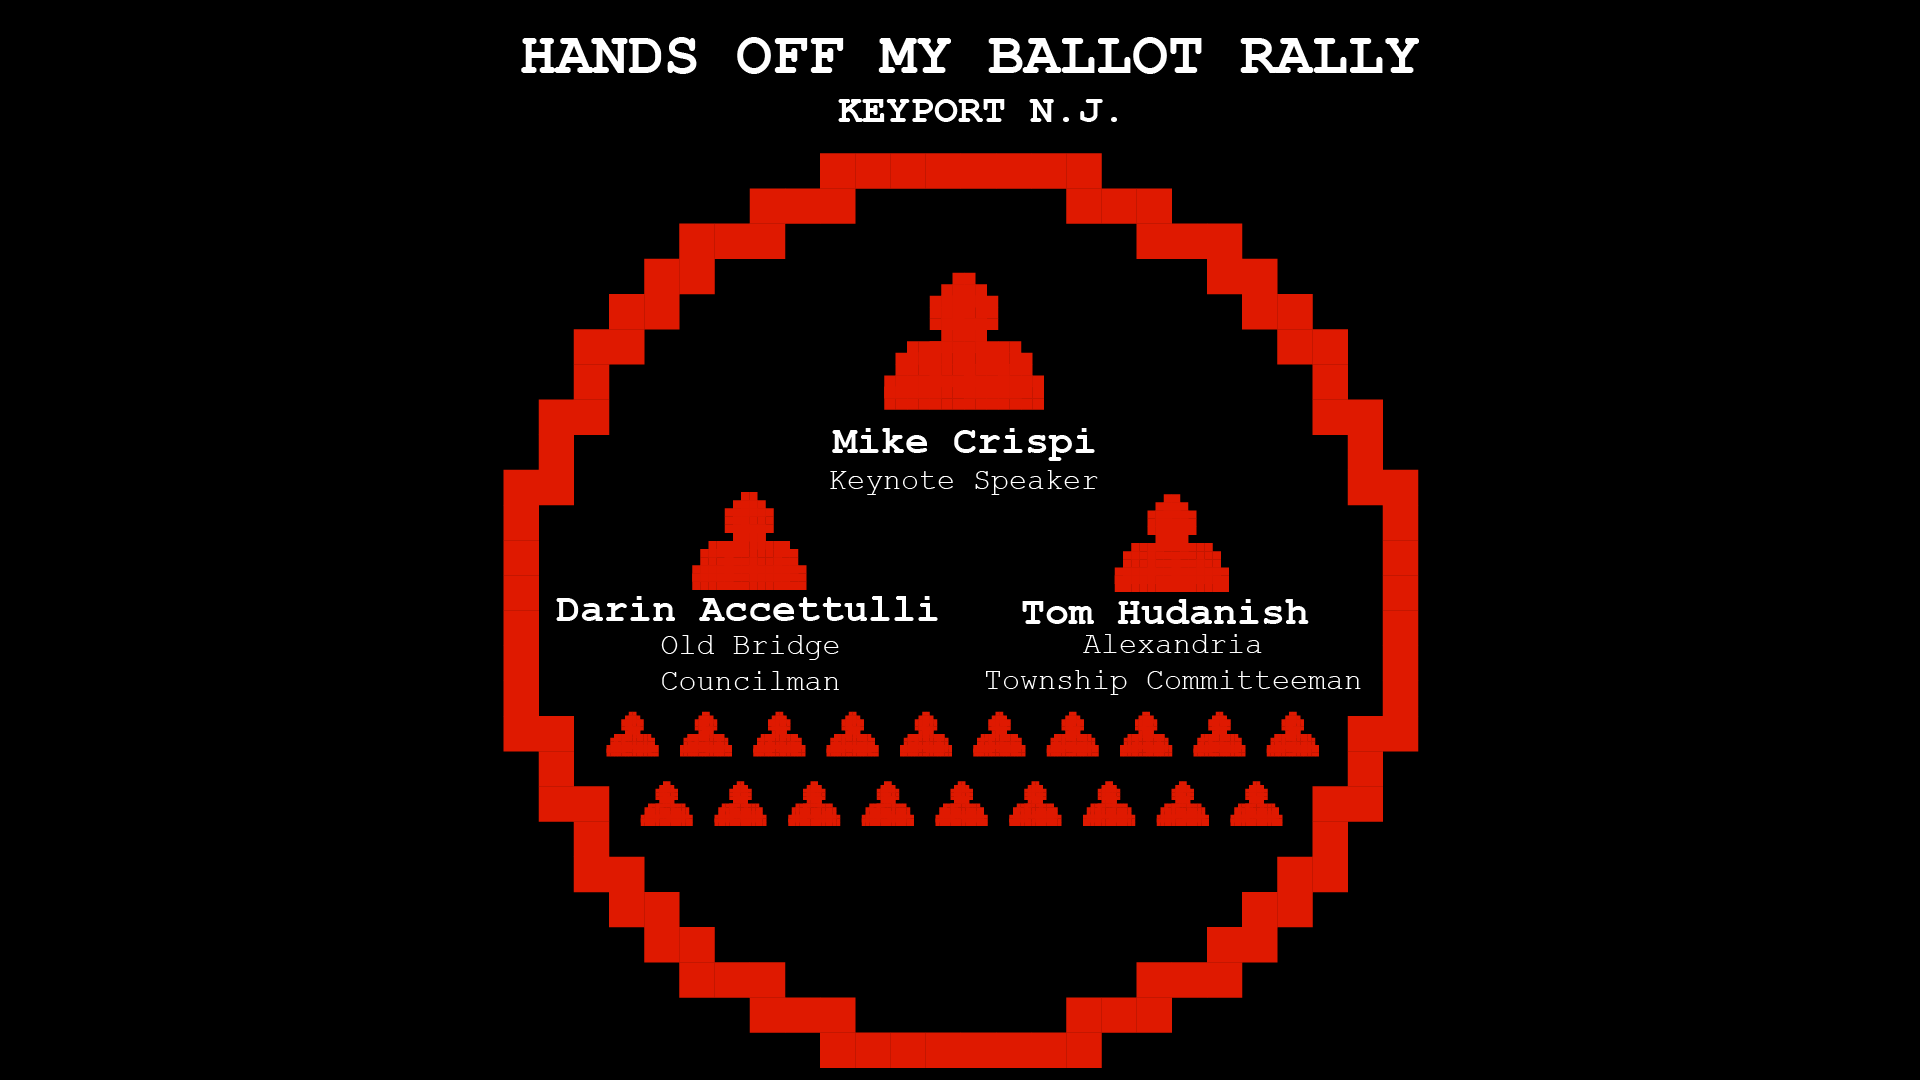 HANDS OFF MY BALLOT RALLY
KEYPORT N.J.
Mike Crispi
Keynote Speaker
Darin Accettulli
Old Bridge
Councilman
Tom Hudanish
Alexandria
Township Committeeman